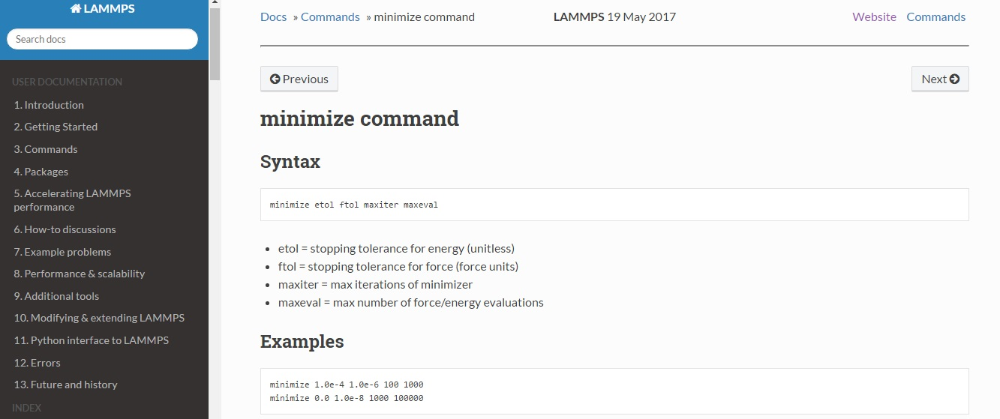 LAMMPS
Search docs
USER DOCUMENTATION
1. Introduction
2. Getting Started
3. Commands
4. Packages
5. Accelerating LAMMPS
performance
6. How-to discussions
7. Example problems
8. Performance & scalability
9. Additional tools
10. Modifying & extending LAMMPS
11. Python interface to LAMMPS
12. Errors
13. Future and history
INDEX
Docs » Commands » minimize command
LAMMPS 19 May 2017
Website Commands
Previous
Next
minimize command
Syntax
minimize etol ftol maxiter maxeval
• etol = stopping tolerance for energy (unitless)
• ftol = stopping tolerance for force (force units)
• maxiter = max iterations of minimizer
• maxeval = max number of force/energy evaluations
Examples
minimize 1.0e-4 1.0e-6 100 1000
minimize 0.0 1.0e-8 1000 100000